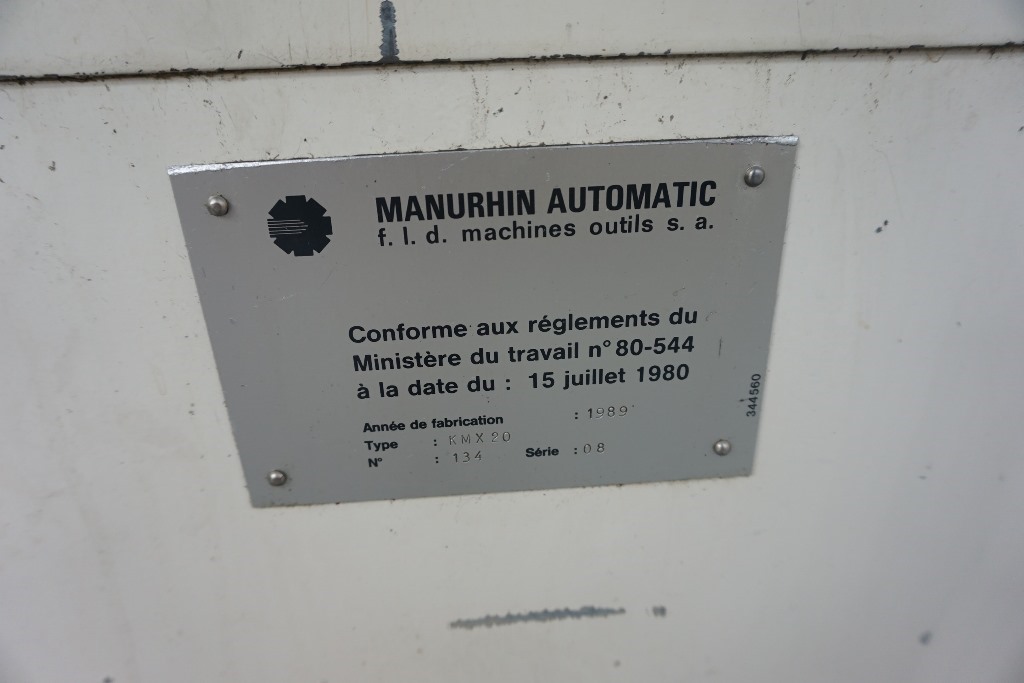 MANURHIN AUTOMATIC
f. l. d. machines outils s. a.
Conforme aux réglements du
Ministère du travail n° 80-544
à la date du : 15 juillet 1980
Année de fabrication : 1989
Type : KMX 20
N° : 134 Série : 08
344560